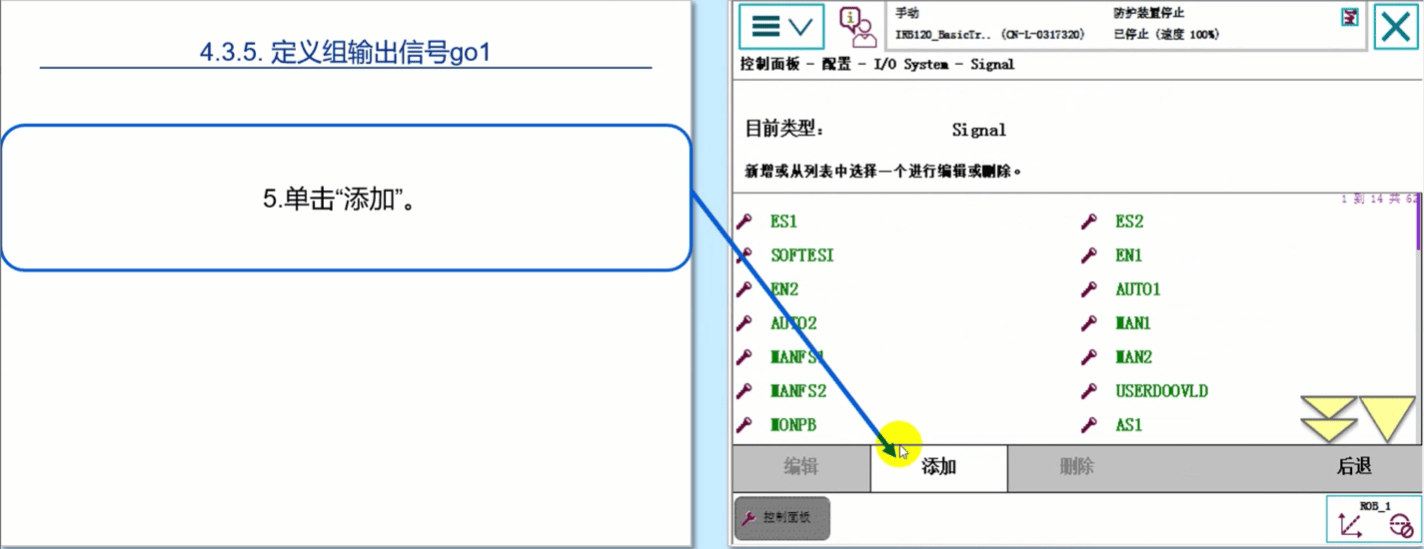 4.3.5. 定义组输出信号go1
5.单击“添加”。
手动
IRB120_BasicTr.. (CN-L-0317320)
防护装置停止
已停止 (速度 100%)
控制面板 - 配置 - I/O System - Signal
目前类型： Signal
新增或从列表中选择一个进行编辑或删除。
1 到 14 共 62
ES1 ES2
SOFTESI EN1
EN2 AUTO1
AUTO2 MAN1
MANFS1 MAN2
MANFS2 USERDOOVLD
MONPB AS1
编辑 添加 删除 后退
控制面板
ROB_1